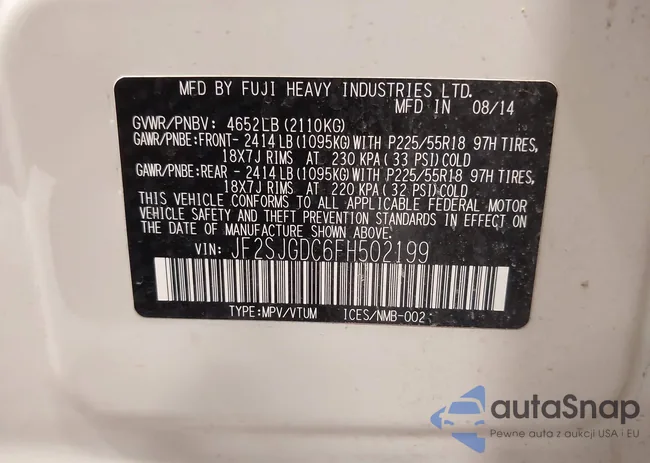 MFD BY FUJI HEAVY INDUSTRIES LTD.
MFD IN 08/14
GVWR/PNBV: 4652LB(2110KG)
GAWR/PNBE:FRONT- 2414LB(1095KG)WITH P225/55R18 97H TIRES,
18X7J RIMS AT 230 KPA(33 PSI)COLD
GAWR/PNBE:REAR - 2414LB(1095KG)WITH P225/55R18 97H TIRES,
18X7J RIMS AT 220 KPA(32 PSI)COLD
THIS VEHICLE CONFORMS TO ALL APPLICABLE FEDERAL MOTOR
VEHICLE SAFETY AND THEFT PREVENTION STANDARDS IN EFFECT ON
THE DATE OF MANUFACTURE SHOWN ABOVE.
VIN: JF2SJGDC6FH502199
TYPE:MPV/VTUM ICES/NMB-002
autaSnap
Pewne auta z aukcji USA i EU